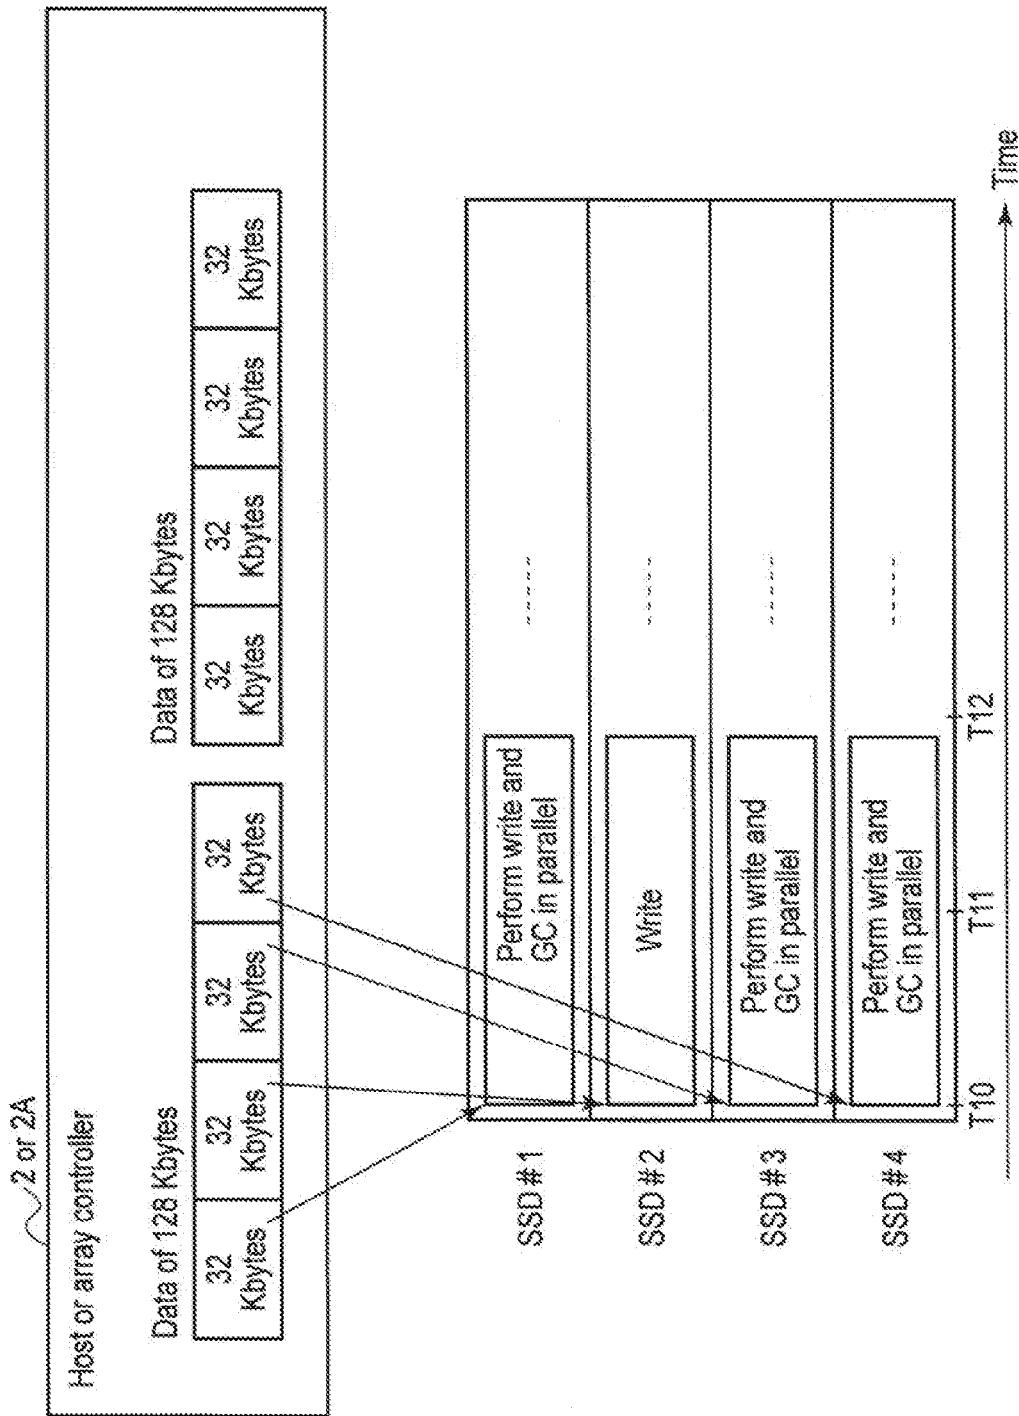 2 or 2A
Host or array controller
Data of 128 Kbytes
32
Kbytes
32
Kbytes
32
Kbytes
32
Kbytes
Data of 128 Kbytes
32
Kbytes
32
Kbytes
32
Kbytes
32
Kbytes
SSD#1
Perform write and
GC in parallel
-----
SSD#2
Write
-----
SSD#3
Perform write and
GC in parallel
-----
SSD#4
Perform write and
GC in parallel
-----
T10
T11
T12
Time